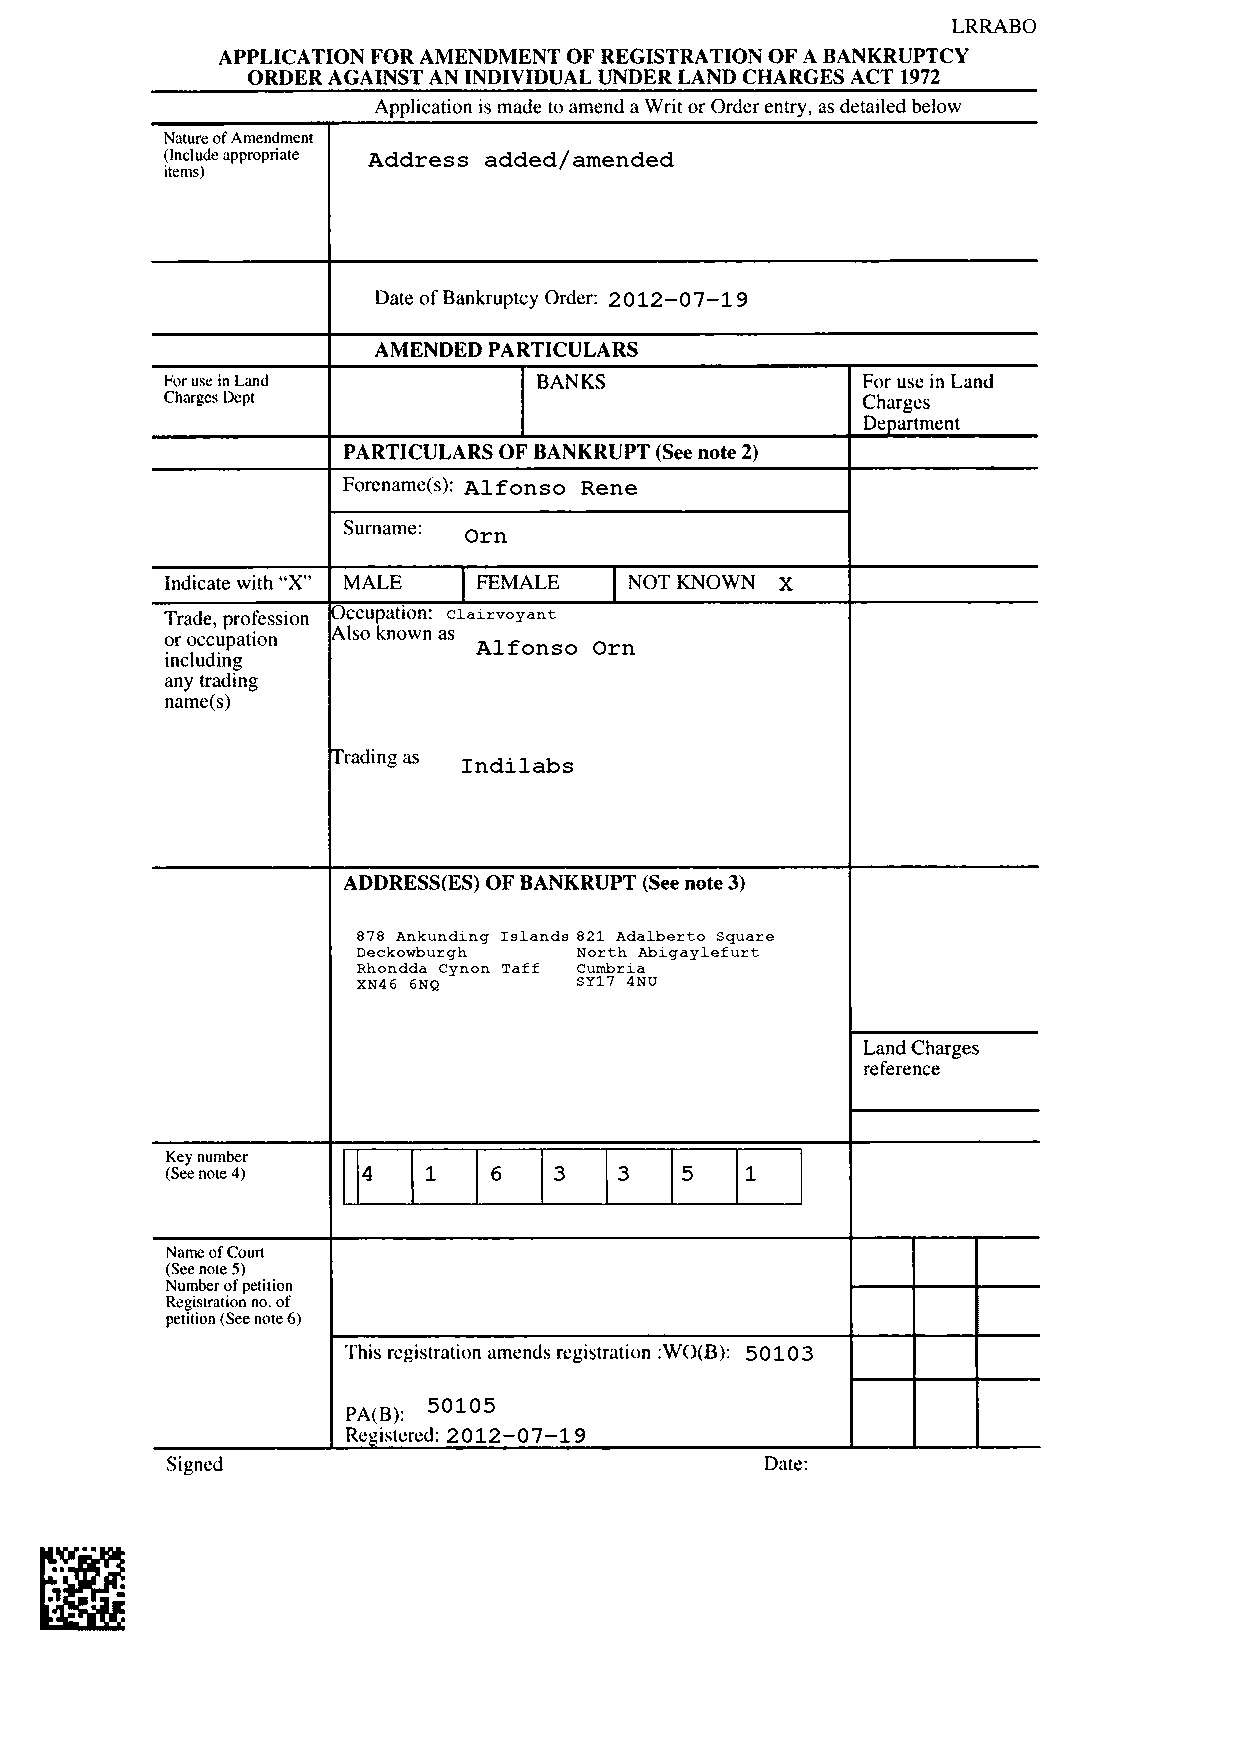 LRRABO
APPLICATION FOR AMENDMENT OF REGISTRATION OF A BANKRUPTCY
ORDER AGAINST AN INDIVIDUAL UNDER LAND CHARGES ACT 1972
Application is made to amend a Writ or Order entry, as detailed below
Nature of Amendment
(Include appropriate
items)
Address added/amended
Date of Bankruptcy Order: 2012-07-19
AMENDED PARTICULARS
For use in Land
Charges Dept
BANKS
For use in Land
Charges
Department
PARTICULARS OF BANKRUPT (See note 2)
Forename(s): Alfonso Rene
Surname: Orn
Indicate with “X” MALE FEMALE NOT KNOWN X
Trade, profession
or occupation
including
any trading
name(s)
Occupation: Clairvoyant
Also known as
Alfonso Orn
Trading as Indilabs
ADDRESS(ES) OF BANKRUPT (See note 3)
878 Ankunding Islands
Deckowburgh
Rhondda Cynon Taff
XN46 6NQ
821 Adalberto Square
North Abigaylefurt
Cumbria
SY17 4NU
Land Charges
reference
Key number
(See note 4)
4 1 6 3 3 5 1
Name of Court
(See note 5)
Number of petition
Registration no. of
petition (See note 6)
This registration amends registration :WO(B): 50103
PA(B): 50105
Registered: 2012-07-19
Signed Date: